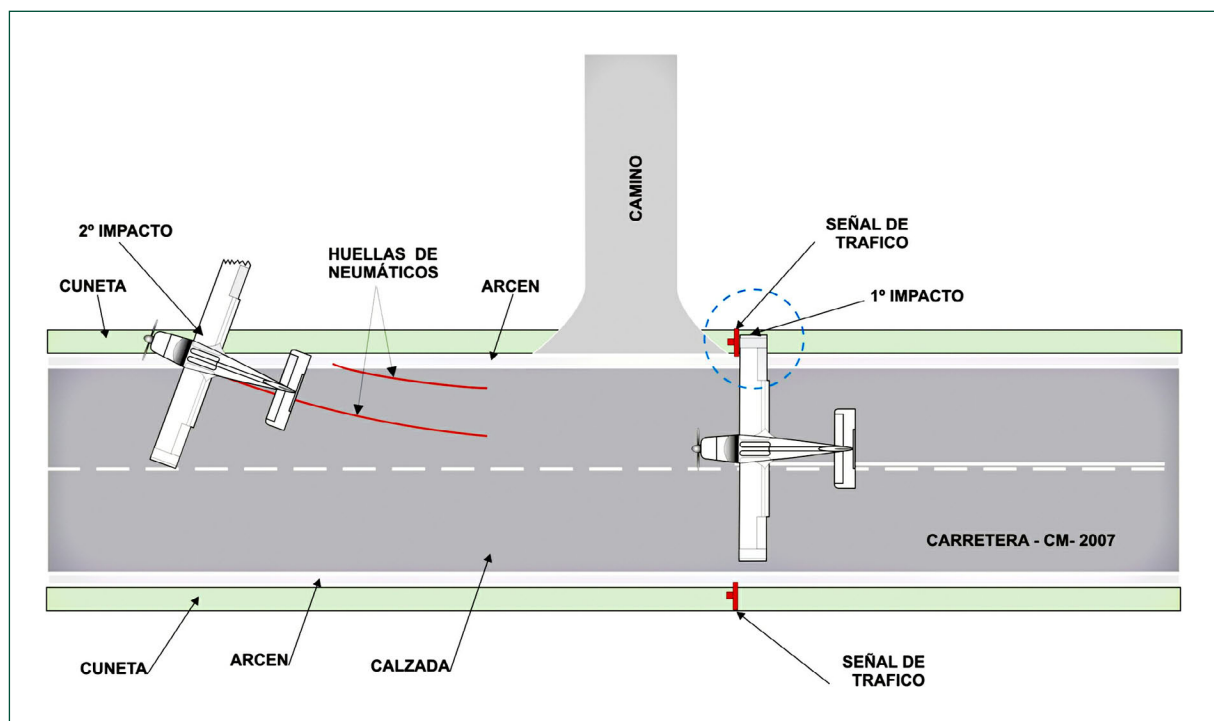 CAMINO
SEÑAL DE
TRAFICO
2º IMPACTO
HUELLAS DE
NEUMÁTICOS
CUNETA
ARCEN
1º IMPACTO
CARRETERA - CM- 2007
CUNETA
ARCEN
CALZADA
SEÑAL DE
TRAFICO